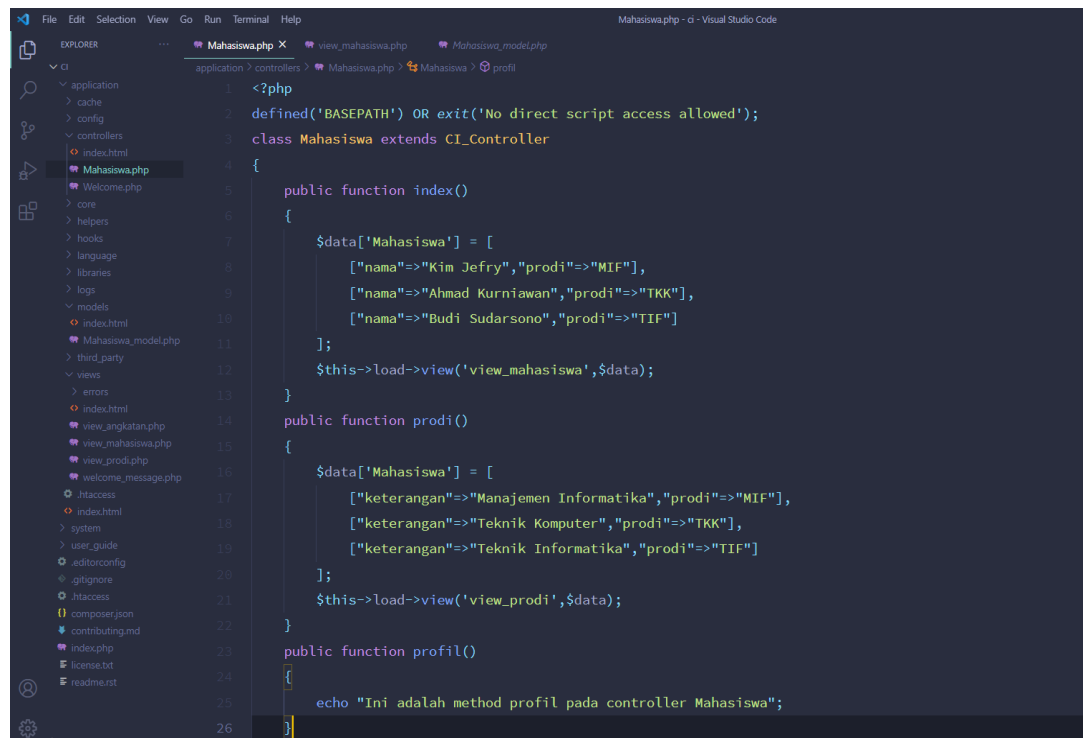 File Edit Selection View Go Run Terminal Help Mahasiswa.php - ci - Visual Studio Code
EXPLORER ··· Mahasiswa.php × view_mahasiswa.php Mahasiswa_model.php
CI
application > controllers > Mahasiswa.php > Mahasiswa > profil
application
cache
config
controllers
index.html
Mahasiswa.php
Welcome.php
core
helpers
hooks
language
libraries
logs
models
index.html
Mahasiswa_model.php
third_party
views
errors
index.html
view_angkatan.php
view_mahasiswa.php
view_prodi.php
welcome_message.php
.htaccess
index.html
system
user_guide
.editorconfig
.gitignore
.htaccess
composer.json
contributing.md
index.php
license.txt
readme.rst
1 <?php
2 defined('BASEPATH') OR exit('No direct script access allowed');
3 class Mahasiswa extends CI_Controller
4 {
5 public function index()
6 {
7 $data['Mahasiswa'] = [
8 ["nama"=>"Kim Jefry","prodi"=>"MIF"],
9 ["nama"=>"Ahmad Kurniawan","prodi"=>"TKK"],
10 ["nama"=>"Budi Sudarsono","prodi"=>"TIF"]
11 ];
12 $this->load->view('view_mahasiswa',$data);
13 }
14 public function prodi()
15 {
16 $data['Mahasiswa'] = [
17 ["keterangan"=>"Manajemen Informatika","prodi"=>"MIF"],
18 ["keterangan"=>"Teknik Komputer","prodi"=>"TKK"],
19 ["keterangan"=>"Teknik Informatika","prodi"=>"TIF"]
20 ];
21 $this->load->view('view_prodi',$data);
22 }
23 public function profil()
24 {
25 echo "Ini adalah method profil pada controller Mahasiswa";
26 }